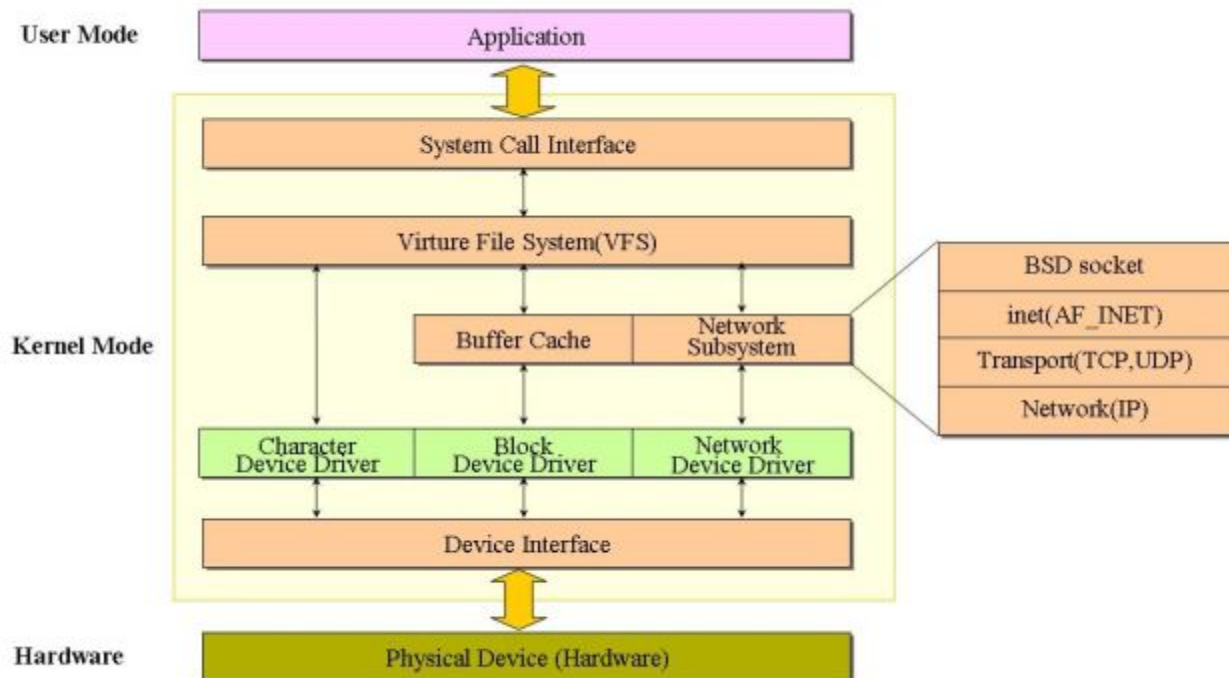 User Mode
Application
System Call Interface
Virture File System(VFS)
BSD socket
inet(AF_INET)
Transport(TCP,UDP)
Network(IP)
Kernel Mode
Buffer Cache
Network
Subsystem
Character
Device Driver
Block
Device Driver
Network
Device Driver
Device Interface
Hardware
Physical Device (Hardware)